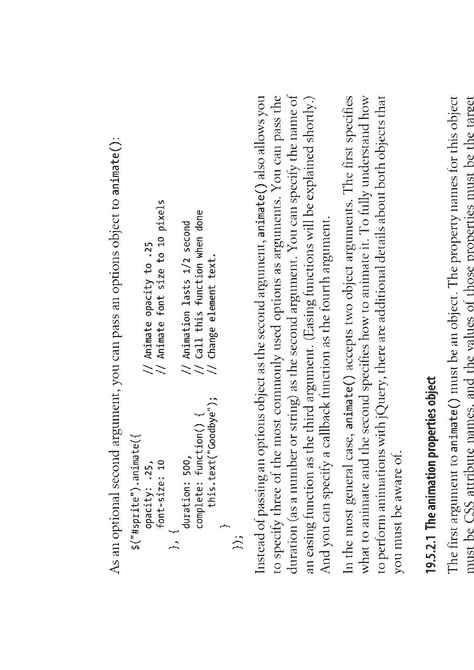 As an optional second argument, you can pass an options object to animate():
$("#sprite").animate({
opacity: .25, // Animate opacity to .25
font-size: 10 // Animate font size to 10 pixels
}, {
duration: 500, // Animation lasts 1/2 second
complete: function() { // Call this function when done
this.text("Goodbye"); // Change element text.
}
});
Instead of passing an options object as the second argument, animate() also allows you
to specify three of the most commonly used options as arguments. You can pass the
duration (as a number or string) as the second argument. You can specify the name of
an easing function as the third argument. (Easing functions will be explained shortly.)
And you can specify a callback function as the fourth argument.
In the most general case, animate() accepts two object arguments. The first specifies
what to animate and the second specifies how to animate it. To fully understand how
to perform animations with jQuery, there are additional details about both objects that
you must be aware of.
19.5.2.1 The animation properties object
The first argument to animate() must be an object. The property names for this object
must be CSS attribute names, and the values of those properties must be the target